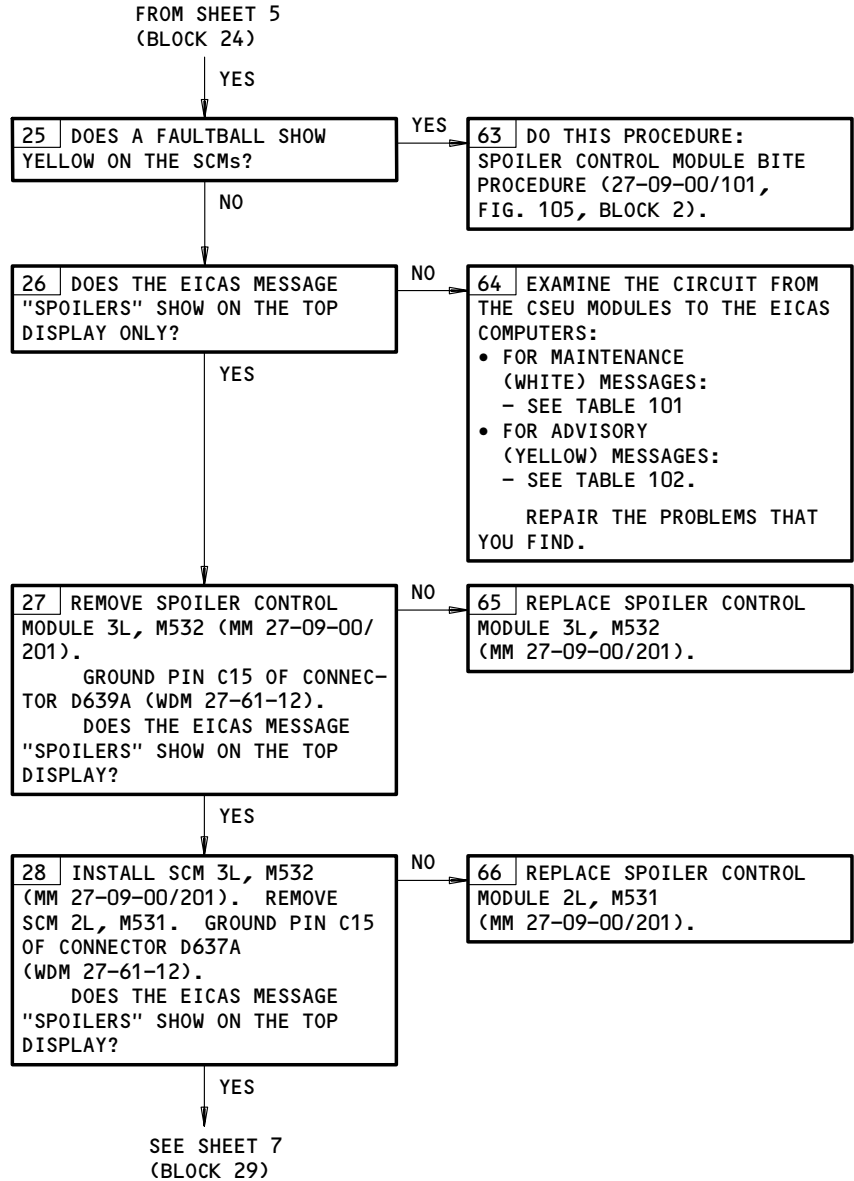 FROM SHEET 5
(BLOCK 24)
YES
25 DOES A FAULTBALL SHOW
YELLOW ON THE SCMs?
YES
63 DO THIS PROCEDURE:
SPOILER CONTROL MODULE BITE
PROCEDURE (27-09-00/101,
FIG. 105, BLOCK 2).
NO
26 DOES THE EICAS MESSAGE
"SPOILERS" SHOW ON THE TOP
DISPLAY ONLY?
NO
64 EXAMINE THE CIRCUIT FROM
THE CSEU MODULES TO THE EICAS
COMPUTERS:
• FOR MAINTENANCE
(WHITE) MESSAGES:
- SEE TABLE 101
• FOR ADVISORY
(YELLOW) MESSAGES:
- SEE TABLE 102.
REPAIR THE PROBLEMS THAT
YOU FIND.
YES
27 REMOVE SPOILER CONTROL
MODULE 3L, M532 (MM 27-09-00/
201).
GROUND PIN C15 OF CONNEC-
TOR D639A (WDM 27-61-12).
DOES THE EICAS MESSAGE
"SPOILERS" SHOW ON THE TOP
DISPLAY?
NO
65 REPLACE SPOILER CONTROL
MODULE 3L, M532
(MM 27-09-00/201).
YES
28 INSTALL SCM 3L, M532
(MM 27-09-00/201). REMOVE
SCM 2L, M531. GROUND PIN C15
OF CONNECTOR D637A
(WDM 27-61-12).
DOES THE EICAS MESSAGE
"SPOILERS" SHOW ON THE TOP
DISPLAY?
NO
66 REPLACE SPOILER CONTROL
MODULE 2L, M531
(MM 27-09-00/201).
YES
SEE SHEET 7
(BLOCK 29)